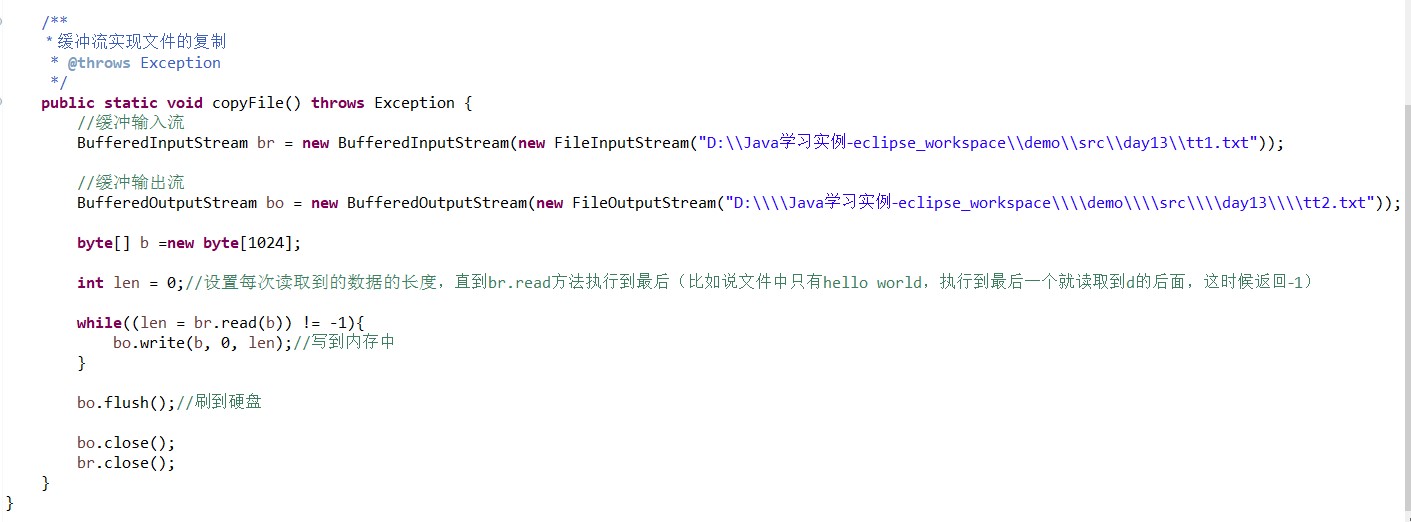 /**
* 缓冲流实现文件的复制
* @throws Exception
*/
public static void copyFile() throws Exception {
//缓冲输入流
BufferedInputStream br = new BufferedInputStream(new FileInputStream("D:\\Java学习实例-eclipse_workspace\\demo\\src\\day13\\tt1.txt"));
//缓冲输出流
BufferedOutputStream bo = new BufferedOutputStream(new FileOutputStream("D:\\\\Java学习实例-eclipse_workspace\\\\demo\\\\src\\\\day13\\\\tt2.txt"));
byte[] b =new byte[1024];
int len = 0;//设置每次读取到的数据的长度，直到br.read方法执行到最后（比如说文件中只有hello world，执行到最后一个就读取到d的后面，这时候返回-1）
while((len = br.read(b)) != -1){
bo.write(b, 0, len);//写到内存中
}
bo.flush();//刷到硬盘
bo.close();
br.close();
}
}